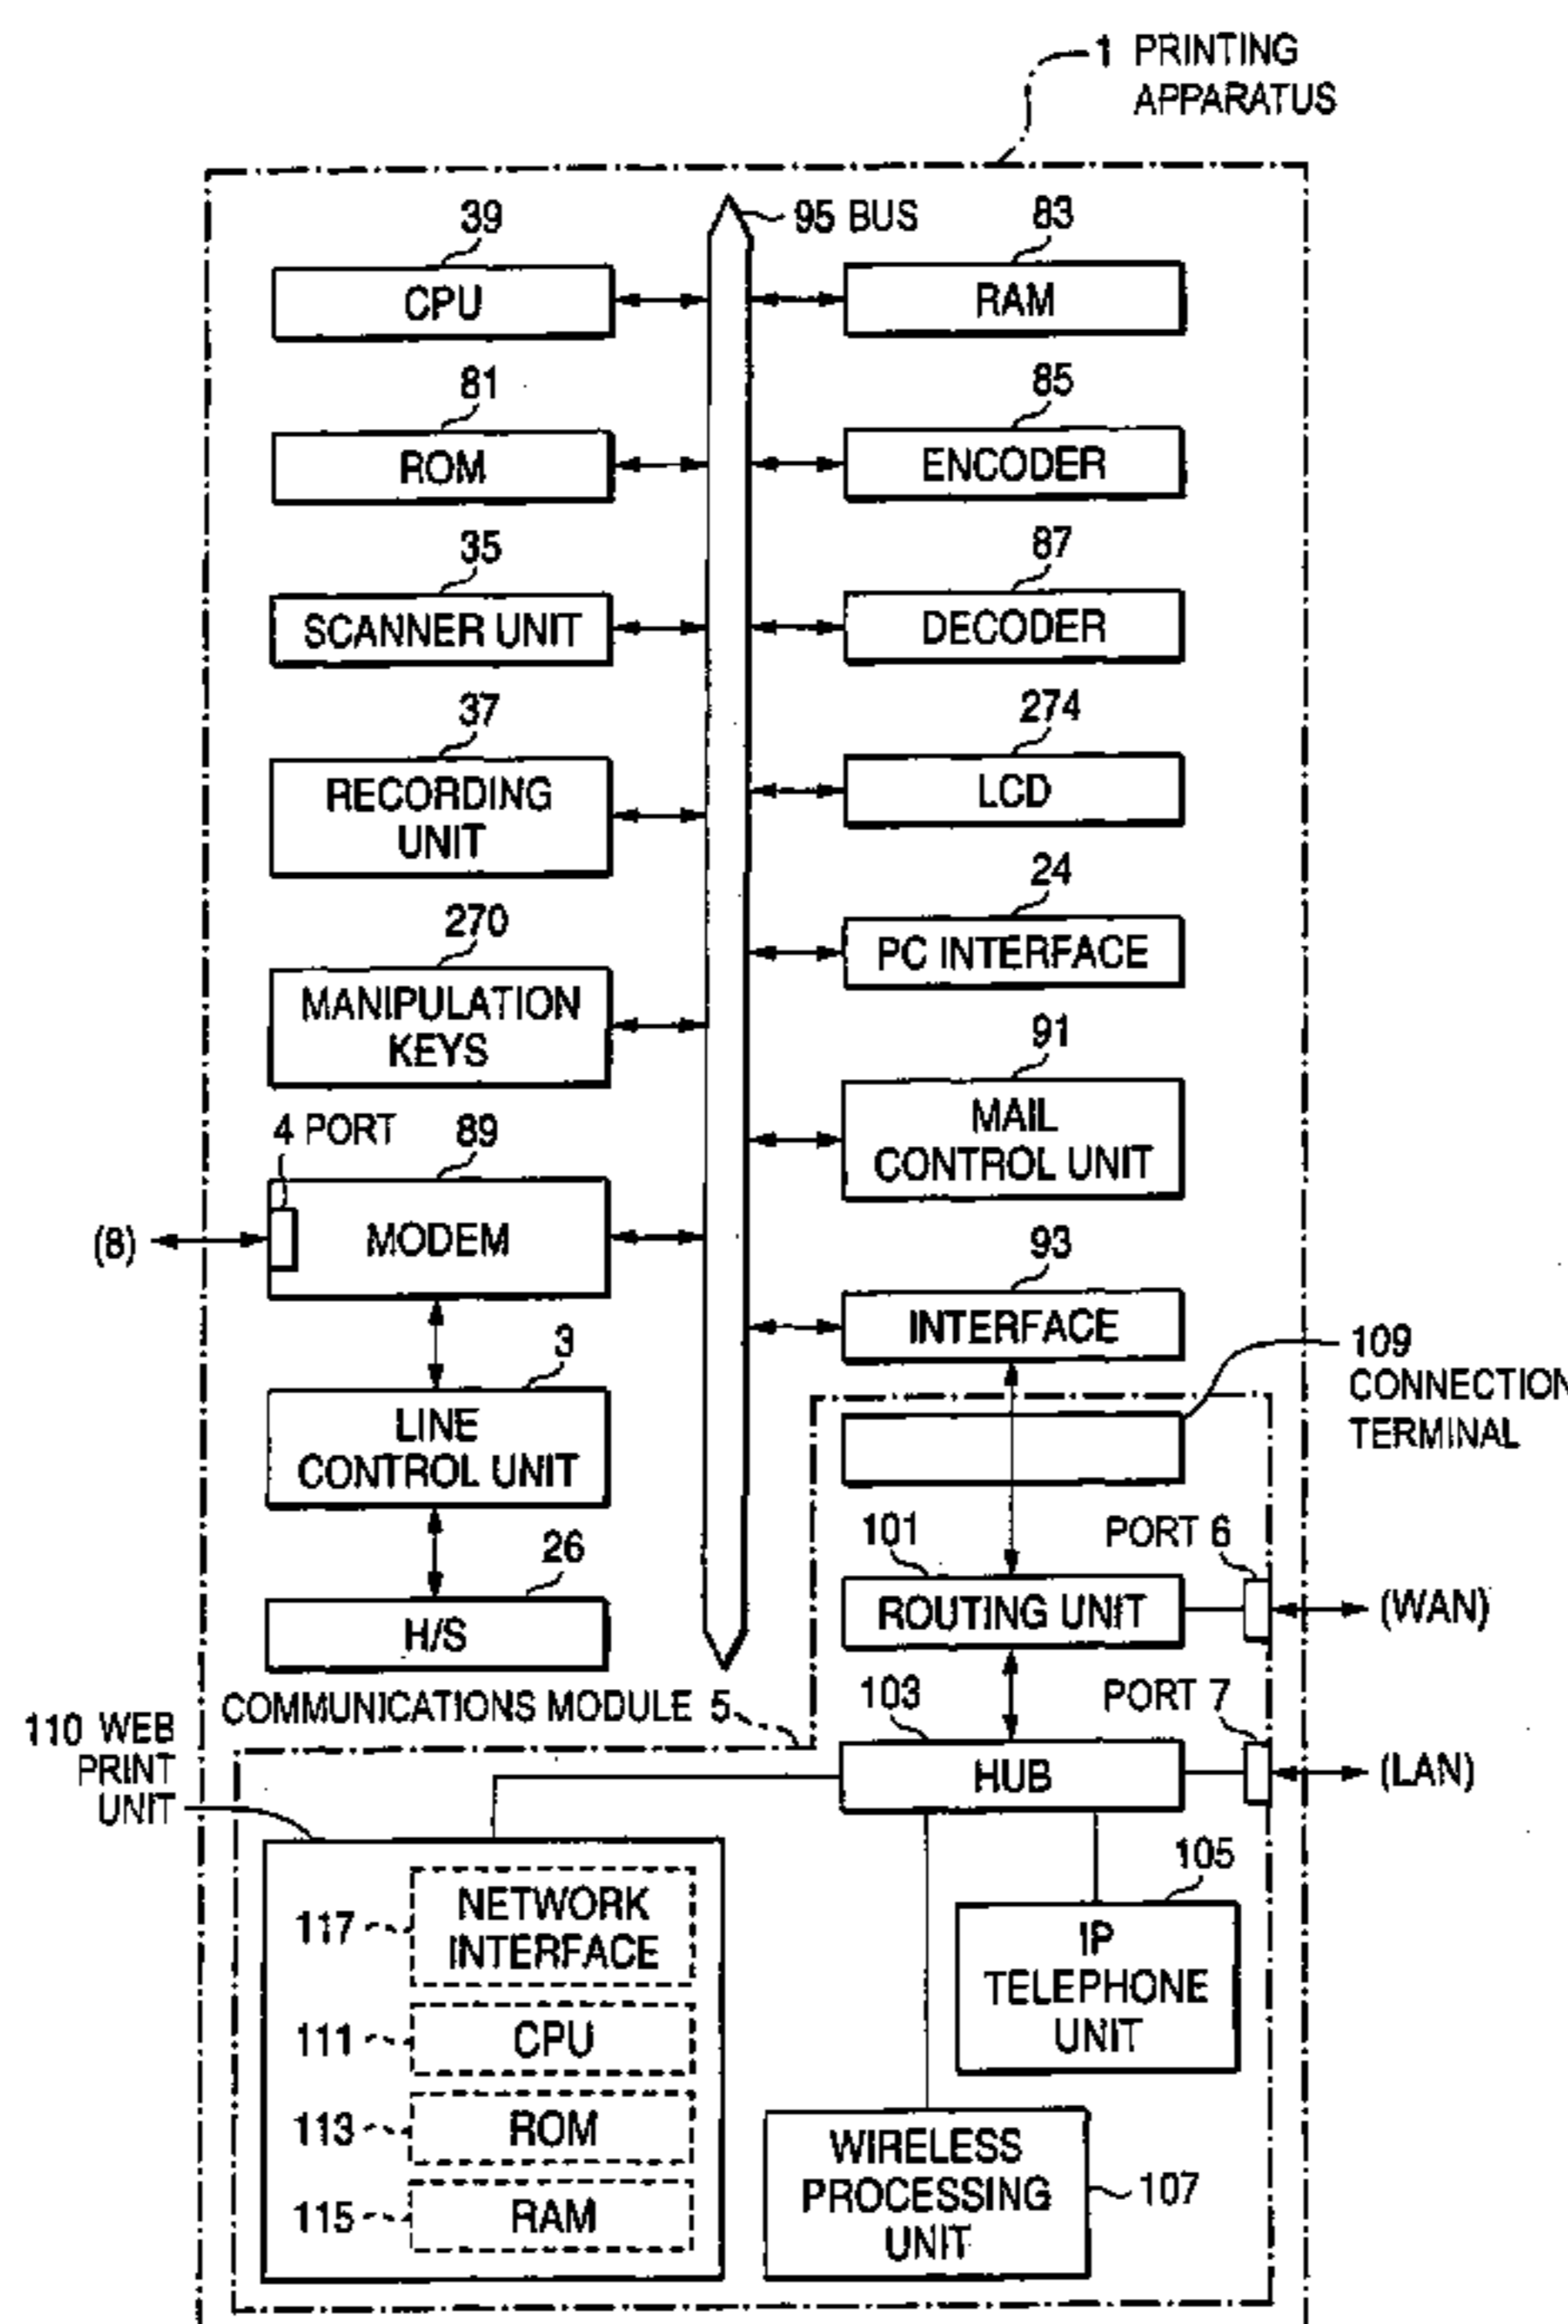 1 PRINTING
APPARATUS
95 BUS
39
CPU
83
RAM
81
ROM
85
ENCODER
35
SCANNER UNIT
87
DECODER
37
RECORDING
UNIT
274
LCD
24
PC INTERFACE
270
MANIPULATION
KEYS
91
MAIL
CONTROL UNIT
4 PORT
89
MODEM
(8)
93
INTERFACE
3
LINE
CONTROL UNIT
109
CONNECTION
TERMINAL
26
H/S
101
ROUTING UNIT
PORT 6
(WAN)
COMMUNICATIONS MODULE 5
103
HUB
PORT 7
(LAN)
110 WEB
PRINT
UNIT
117
NETWORK
INTERFACE
111
CPU
113
ROM
115
RAM
105
IP
TELEPHONE
UNIT
WIRELESS
PROCESSING
UNIT
107